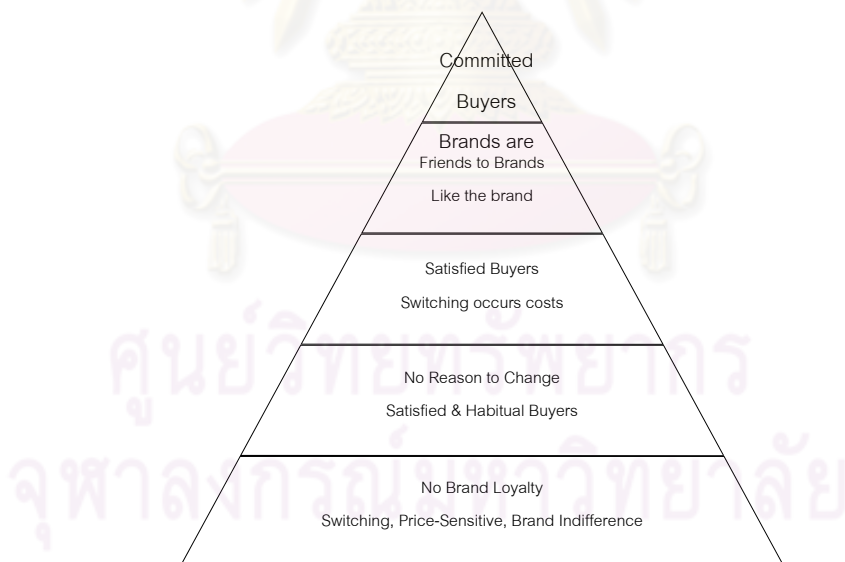 Committed
Buyers
Brands are
Friends to Brands
Like the brand
Satisfied Buyers
Switching occurs costs
No Reason to Change
ศูนย์วิทยทรัพยากร
Satisfied & Habitual Buyers
จุฬาลงกรณ์มหาวิทยาลัย
No Brand Loyalty
Switching, Price-Sensitive, Brand Indifference